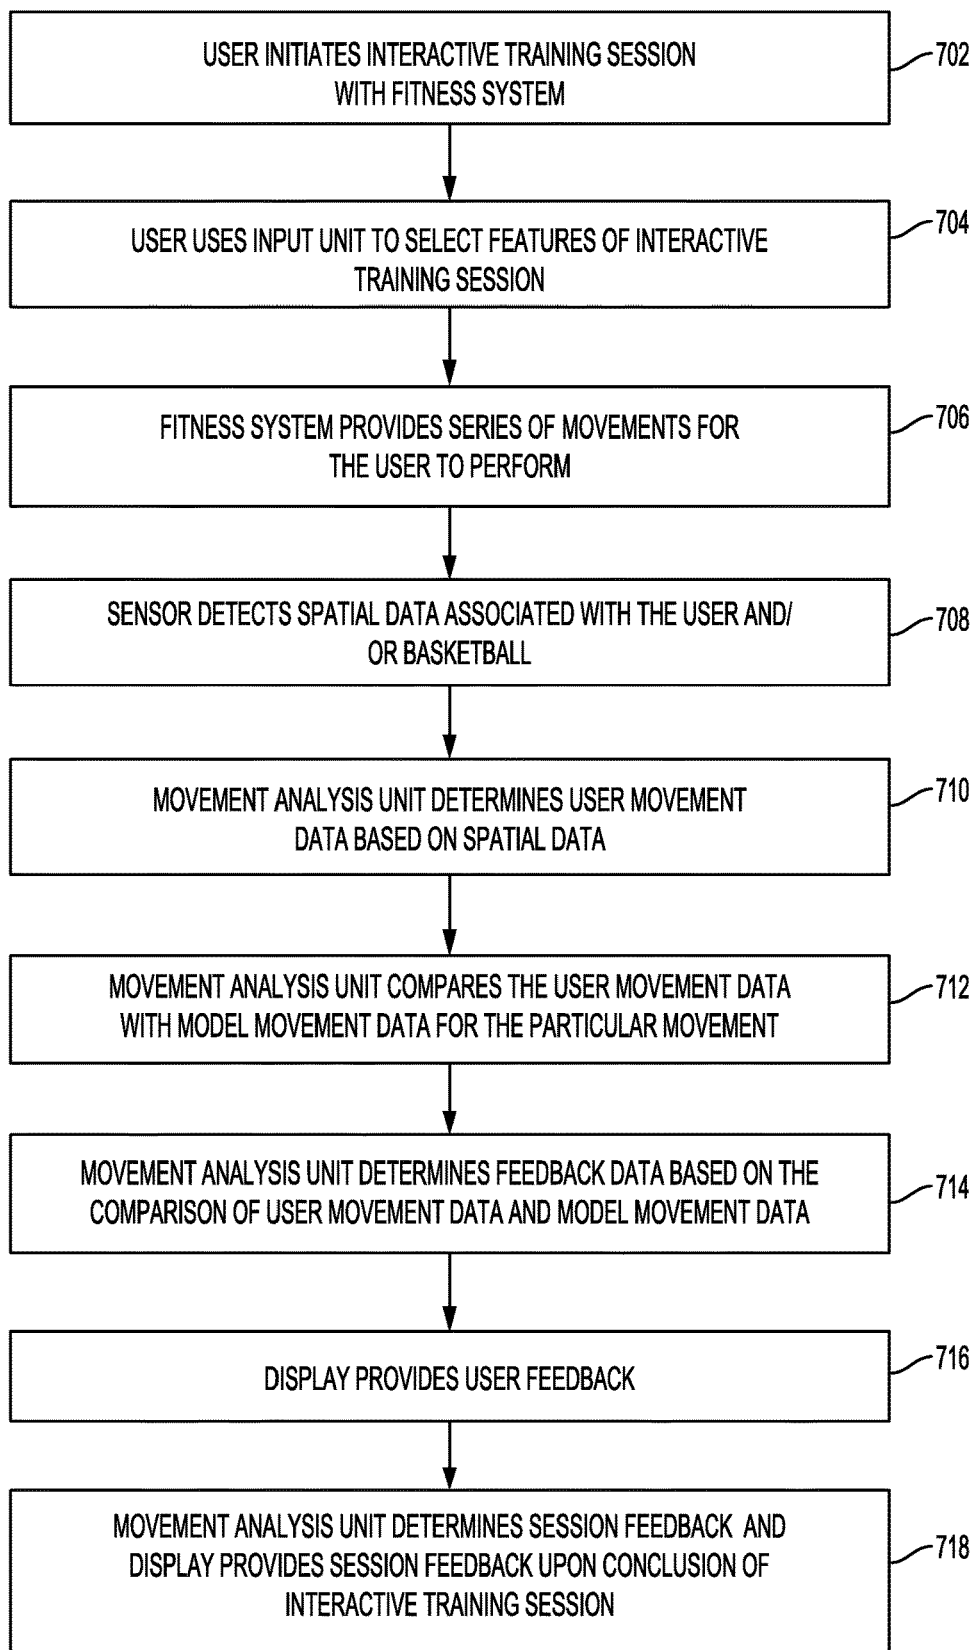 USER INITIATES INTERACTIVE TRAINING SESSION
WITH FITNESS SYSTEM
702
USER USES INPUT UNIT TO SELECT FEATURES OF INTERACTIVE
TRAINING SESSION
704
FITNESS SYSTEM PROVIDES SERIES OF MOVEMENTS FOR
THE USER TO PERFORM
706
SENSOR DETECTS SPATIAL DATA ASSOCIATED WITH THE USER AND/
OR BASKETBALL
708
MOVEMENT ANALYSIS UNIT DETERMINES USER MOVEMENT
DATA BASED ON SPATIAL DATA
710
MOVEMENT ANALYSIS UNIT COMPARES THE USER MOVEMENT DATA
WITH MODEL MOVEMENT DATA FOR THE PARTICULAR MOVEMENT
712
MOVEMENT ANALYSIS UNIT DETERMINES FEEDBACK DATA BASED ON THE
COMPARISON OF USER MOVEMENT DATA AND MODEL MOVEMENT DATA
714
DISPLAY PROVIDES USER FEEDBACK
716
MOVEMENT ANALYSIS UNIT DETERMINES SESSION FEEDBACK AND
DISPLAY PROVIDES SESSION FEEDBACK UPON CONCLUSION OF
INTERACTIVE TRAINING SESSION
718